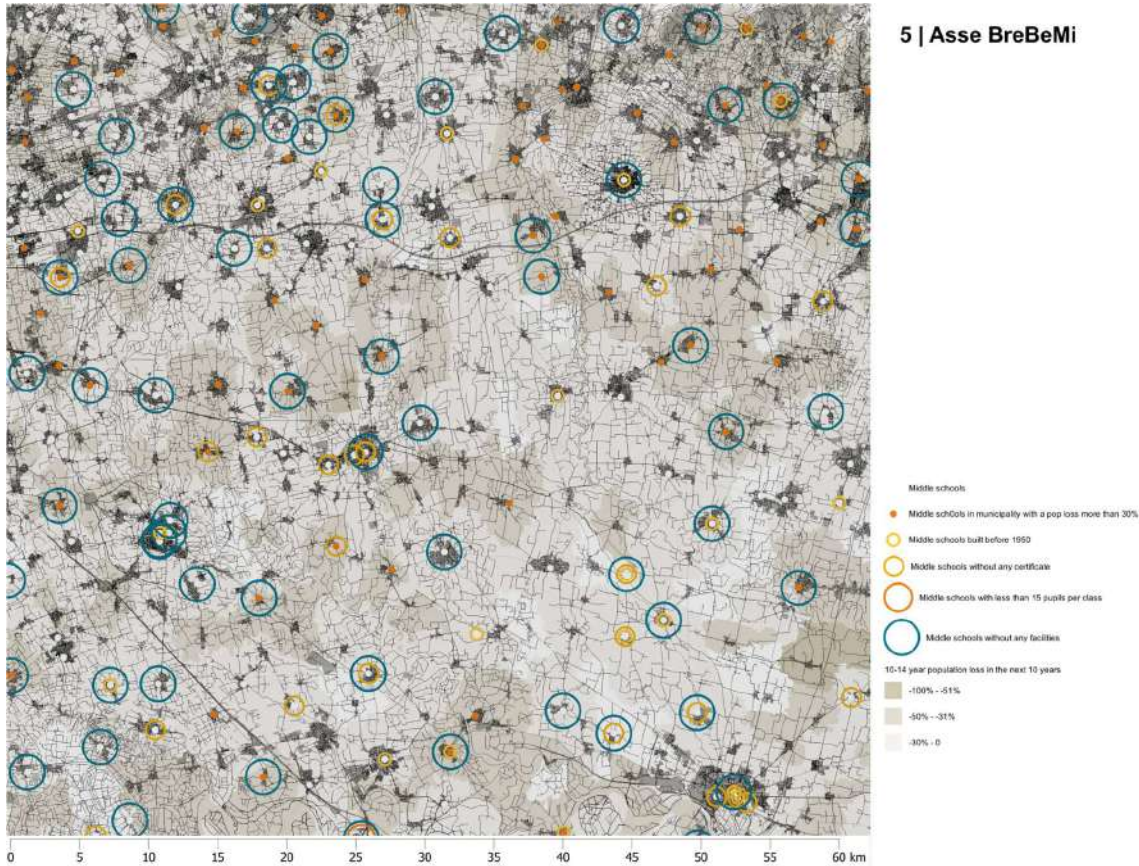 5 | Asse BreBeMi
Middle schools
Middle sch0ols in municipality with a pop loss more than 30%
Middle schools built before 1950
Middle schools without any certificate
Middle schools with less than 15 pupils per class
Middle schools without any facilities
10-14 year population loss in the next 10 years
-100% - -51%
-50% - -31%
-30% - 0
0 5 10 15 20 25 30 35 40 45 50 55 60 km